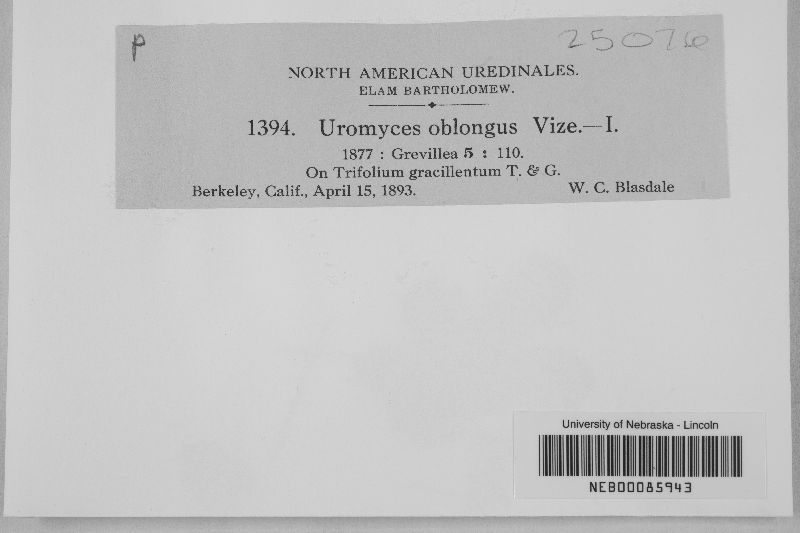 P
25076
NORTH AMERICAN UREDINALES.
ELAM BARTHOLOMEW.
1394. Uromyces oblongus Vize.—I.
1877 : Grevillea 5 : 110.
On Trifolium gracillentum T. & G.
Berkeley, Calif., April 15, 1893. W. C. Blasdale
University of Nebraska - Lincoln
NEB00085943